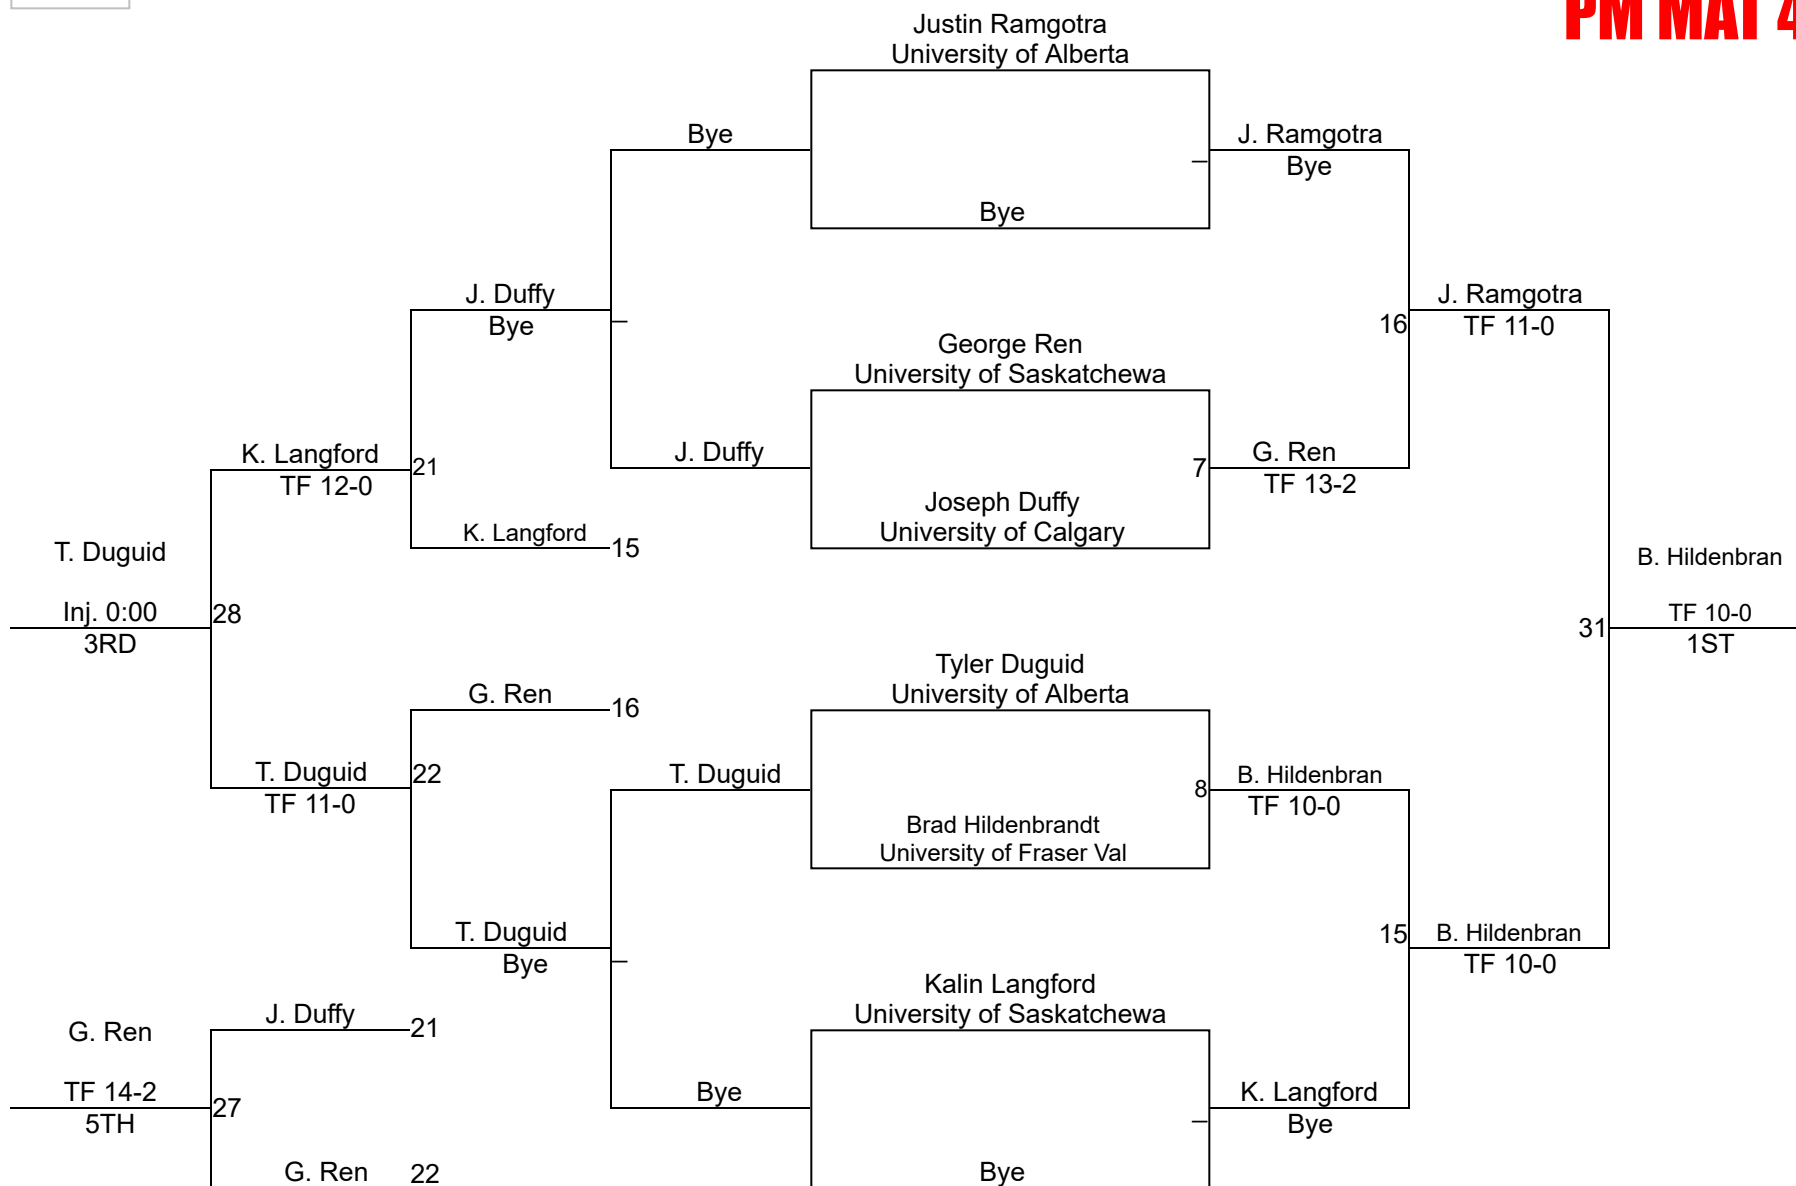 PM MAT 4
Justin Ramgotra
University of Alberta
Bye
J. Ramgotra
Bye
Bye
J. Duffy
Bye
J. Ramgotra
TF 11-0
16
George Ren
University of Saskatchewa
K. Langford
TF 12-0
21
J. Duffy
7
G. Ren
TF 13-2
Joseph Duffy
University of Calgary
K. Langford
15
T. Duguid
Inj. 0:00
3RD
28
B. Hildenbran
TF 10-0
1ST
31
Tyler Duguid
University of Alberta
G. Ren
16
T. Duguid
TF 11-0
22
T. Duguid
8
B. Hildenbran
TF 10-0
Brad Hildenbrandt
University of Fraser Val
T. Duguid
Bye
15
B. Hildenbran
TF 10-0
Kalin Langford
University of Saskatchewa
J. Duffy
21
G. Ren
TF 14-2
5TH
27
Bye
K. Langford
Bye
G. Ren
22
Bye